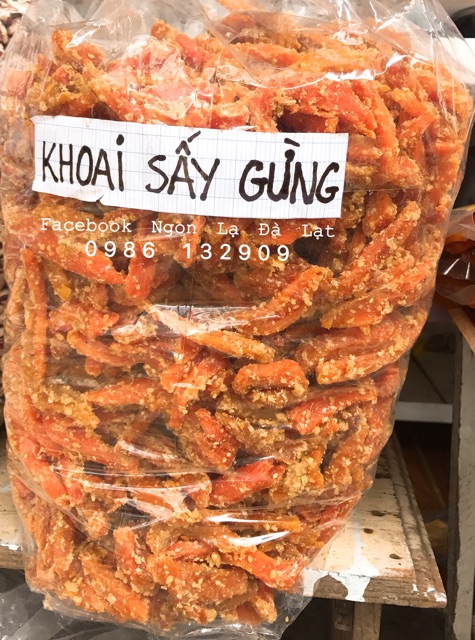 KHOAI SẤY GỪNG
Facebook Ngon Lạ Đà Lạt
0986 132909